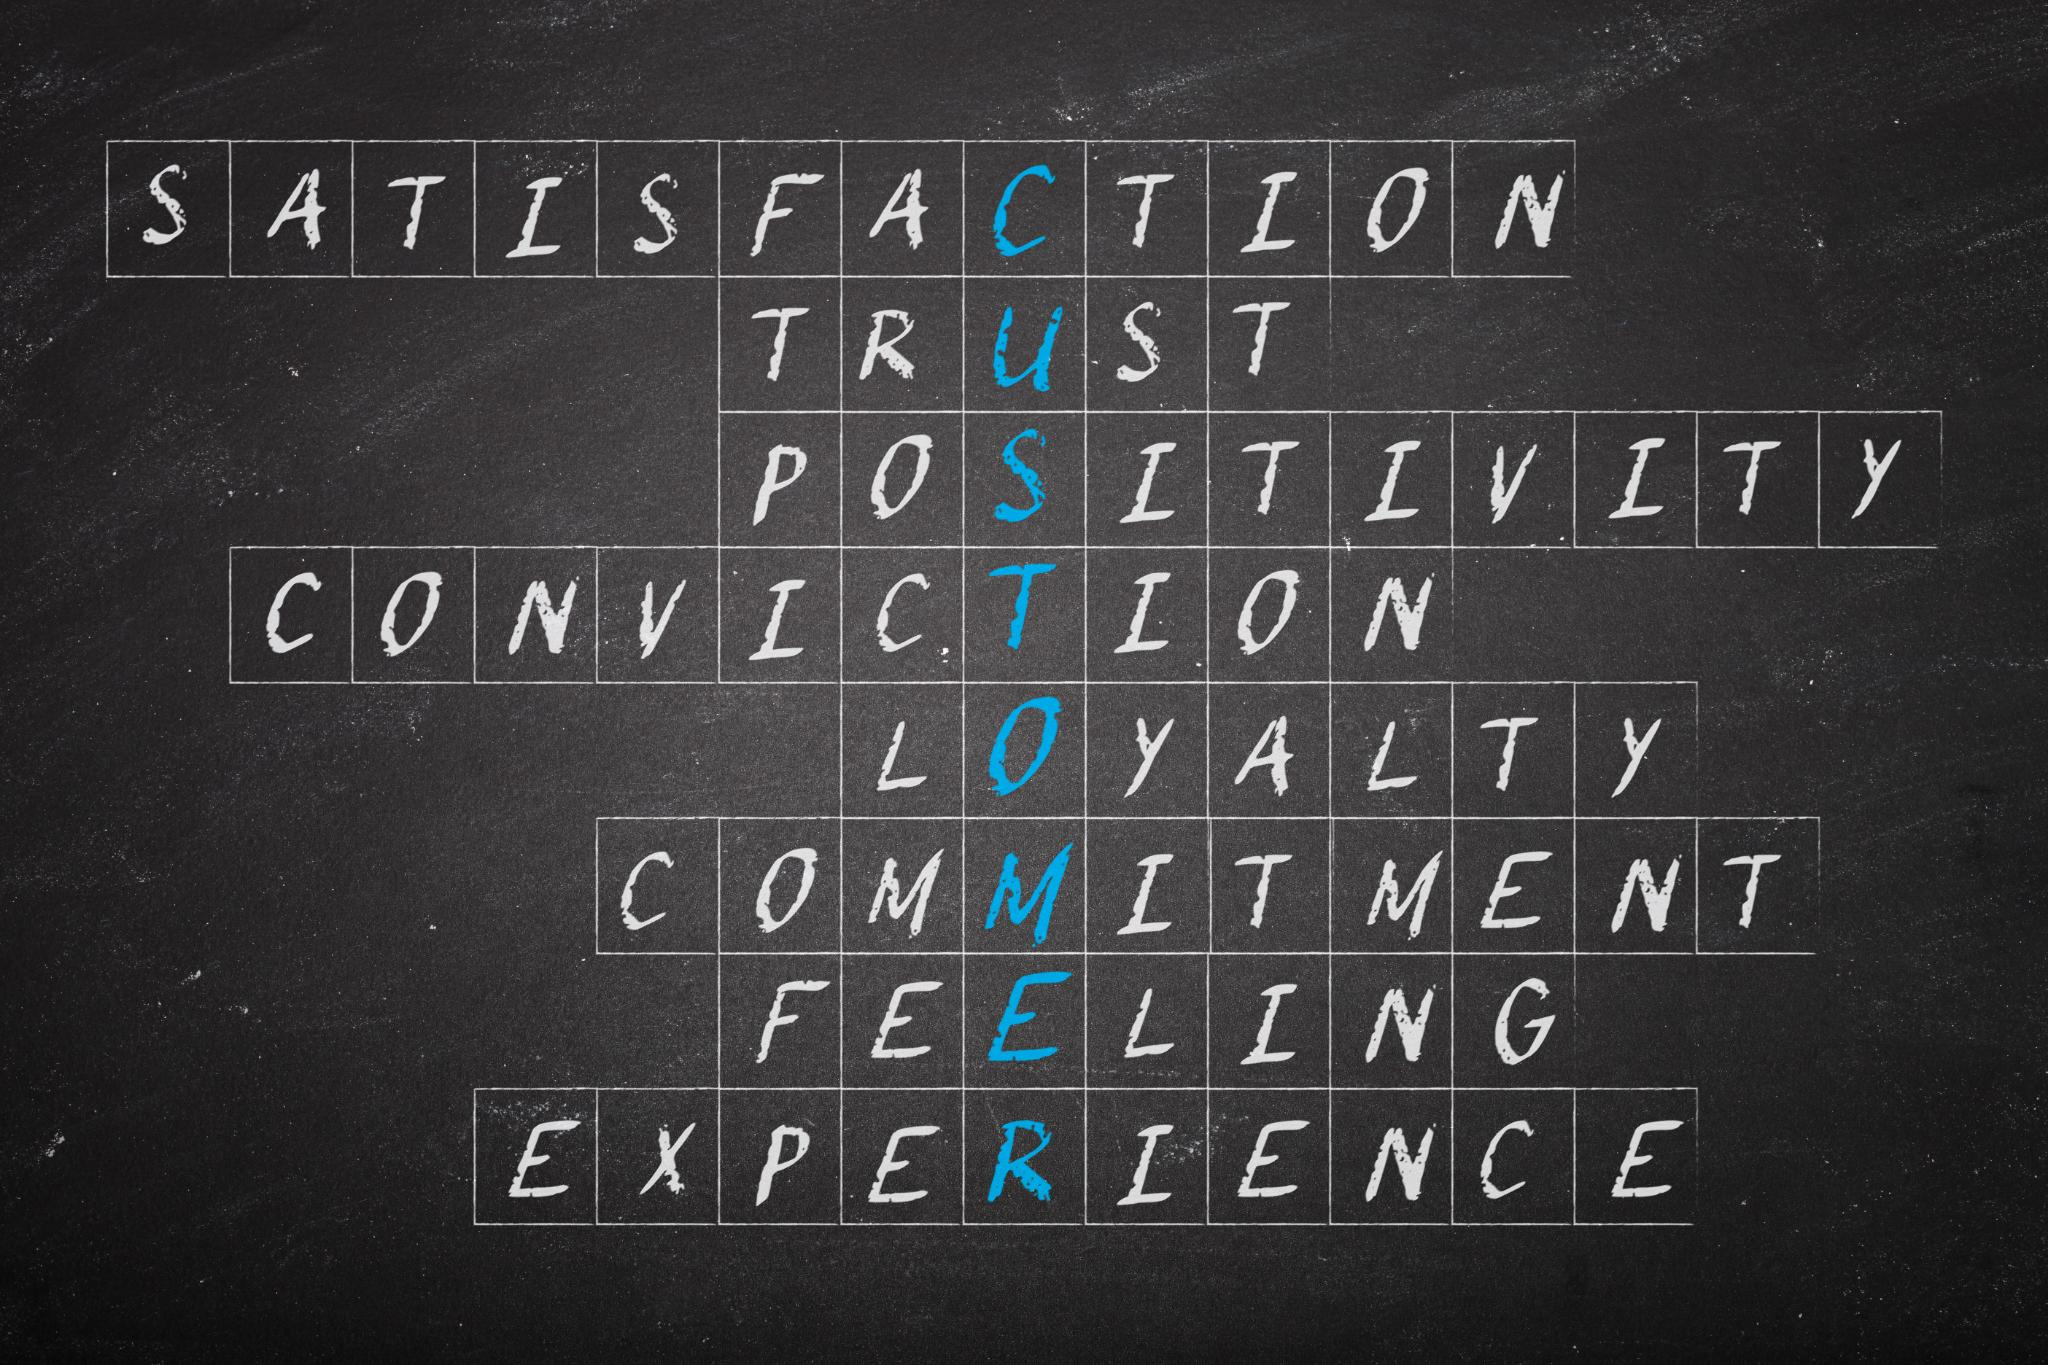 SATISFACTION
TRUST
POSITIVITY
CONVICTION
LOYALTY
COMMITMENT
FEELING
EXPERIENCE